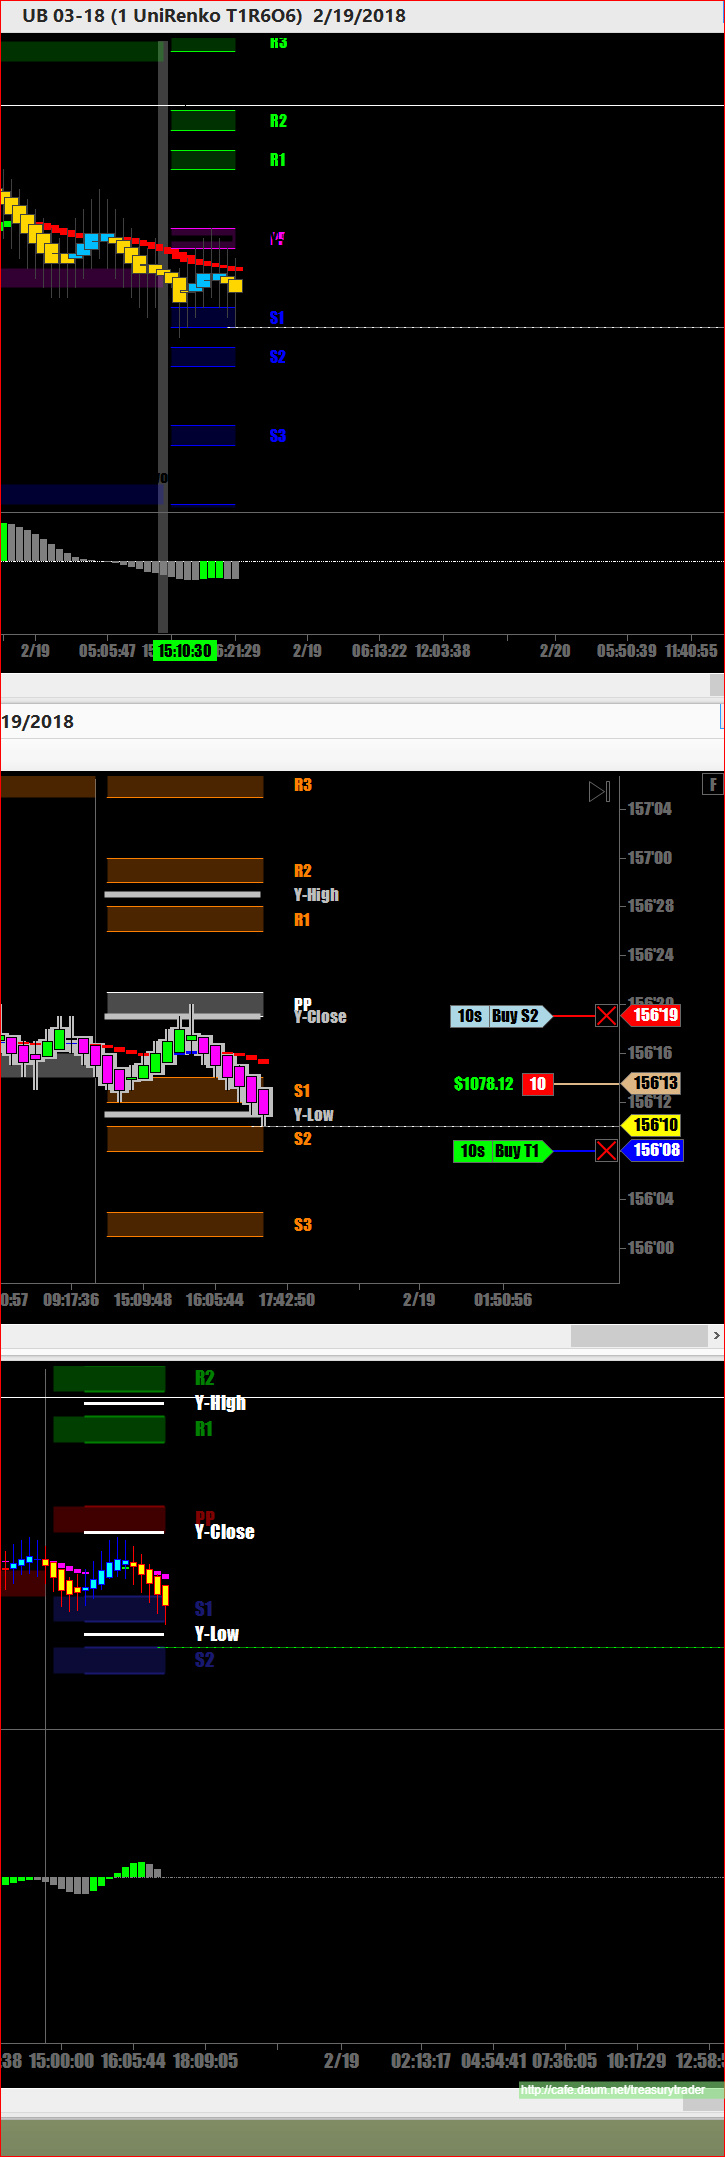 UB 03-18 (1 UniRenko T1R6O6)  2/19/2018
R3
R2
R1
S1
S2
S3
2/19 05:05:47 15:10:30 6:21:29 2/19 06:13:22 12:03:38 2/20 05:50:39 11:40:55
19/2018
F
R3
157'04
157'00
R2
Y-High
156'28
R1
156'24
PP
156'20
Y-Close
10s Buy S2
156'19
156'16
$1078.12 10
156'13
S1
156'12
Y-Low
156'10
S2
10s Buy T1
156'08
156'04
S3
156'00
0:57 09:17:36 15:09:48 16:05:44 17:42:50 2/19 01:50:56
R2
Y-High
R1
PP
Y-Close
S1
Y-Low
S2
38 15:00:00 16:05:44 18:09:05 2/19 02:13:17 04:54:41 07:36:05 10:17:29 12:58:
http://cafe.daum.net/treasurytrader